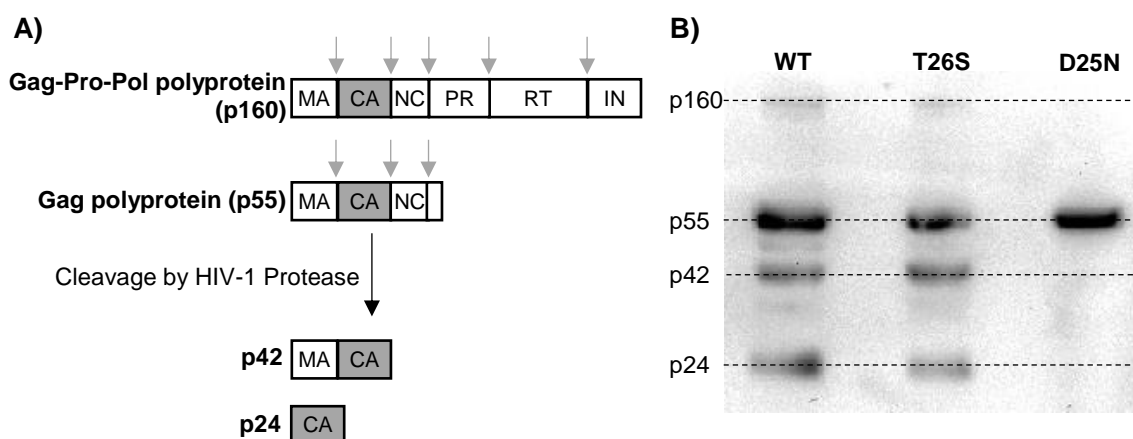 A)
Gag-Pro-Pol polyprotein
(p160)
MA CA NC PR RT IN
Gag polyprotein (p55)
MA CA NC
Cleavage by HIV-1 Protease
p42
MA CA
p24
CA
B)
WT T26S D25N
p160
p55
p42
p24